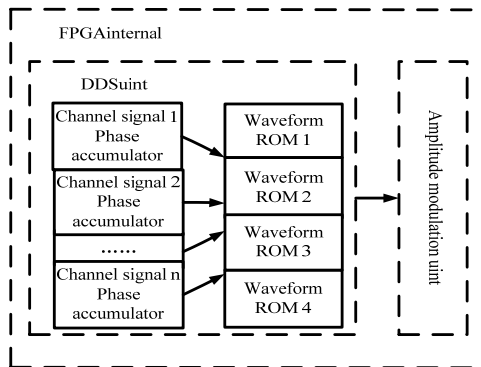 FPGAinternal
DDSuint
Channel signal 1
Phase
accumulator
Channel signal 2
Phase
accumulator
......
Channel signal n
Phase
accumulator
Waveform
ROM 1
Waveform
ROM 2
Waveform
ROM 3
Waveform
ROM 4
Amplitude modulation uint